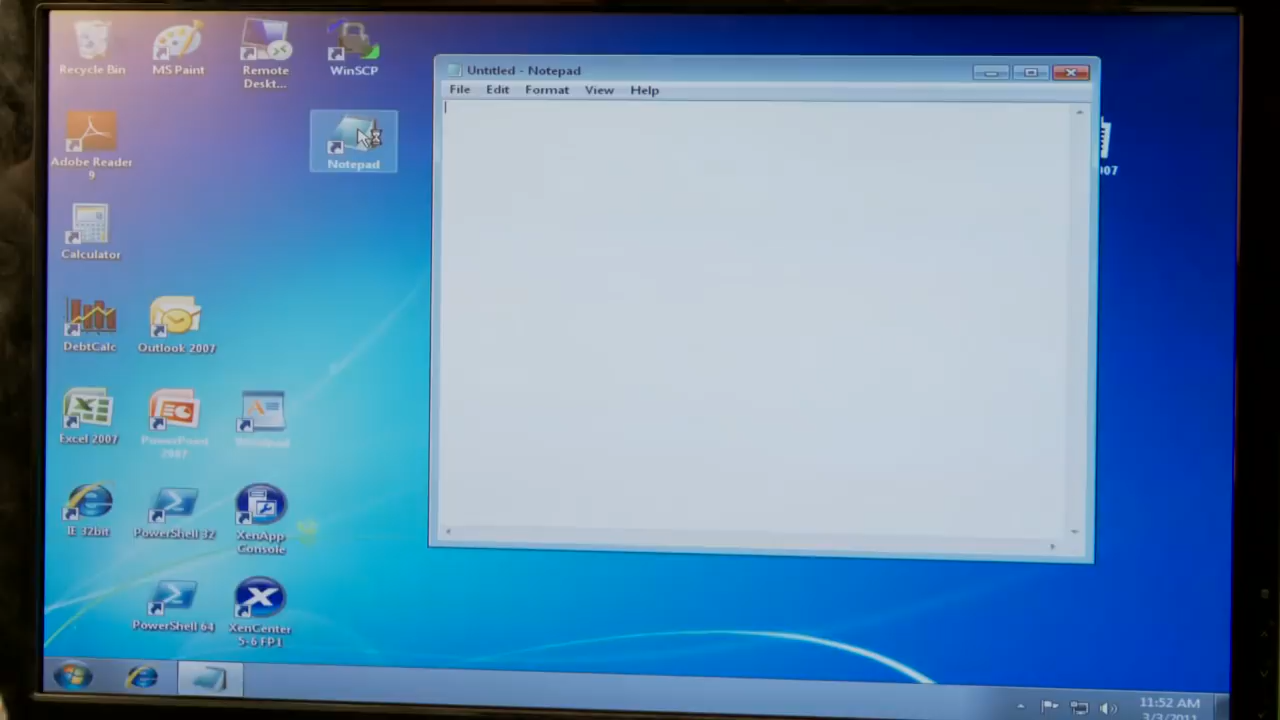 Recycle Bin
MS Paint
Remote
Deskt...
WinSCP
Untitled - Notepad
File Edit Format View Help
Adobe Reader
9
Notepad
007
Calculator
DebtCalc
Outlook 2007
Excel 2007
PowerPoint
2007
Wordpad
IE 32bit
PowerShell 32
XenApp
Console
PowerShell 64
XenCenter
5-6 FP1
11:52 AM
3/3/2011